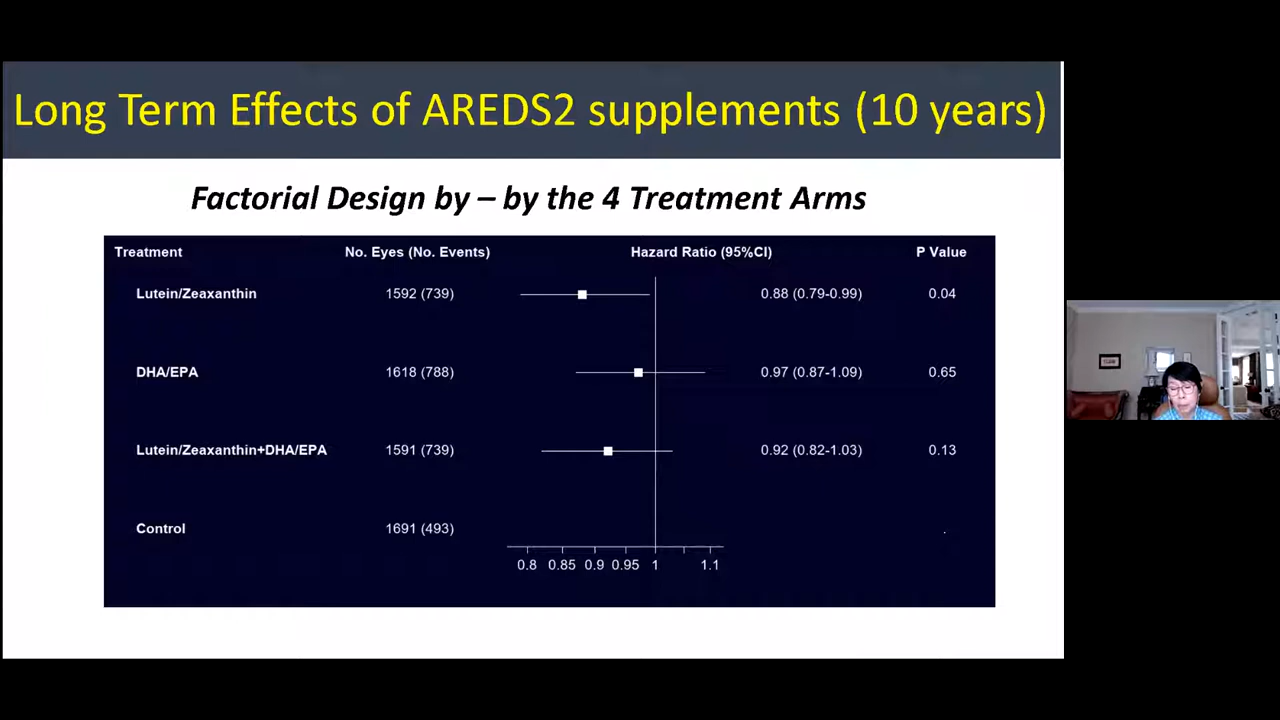 Long Term Effects of AREDS2 supplements (10 years)
Factorial Design by – by the 4 Treatment Arms
Treatment No. Eyes (No. Events) Hazard Ratio (95%CI) P Value
Lutein/Zeaxanthin 1592 (739) 0.88 (0.79-0.99) 0.04
DHA/EPA 1618 (788) 0.97 (0.87-1.09) 0.65
Lutein/Zeaxanthin+DHA/EPA 1591 (739) 0.92 (0.82-1.03) 0.13
Control 1691 (493) .
0.8 0.85 0.9 0.95 1 1.1